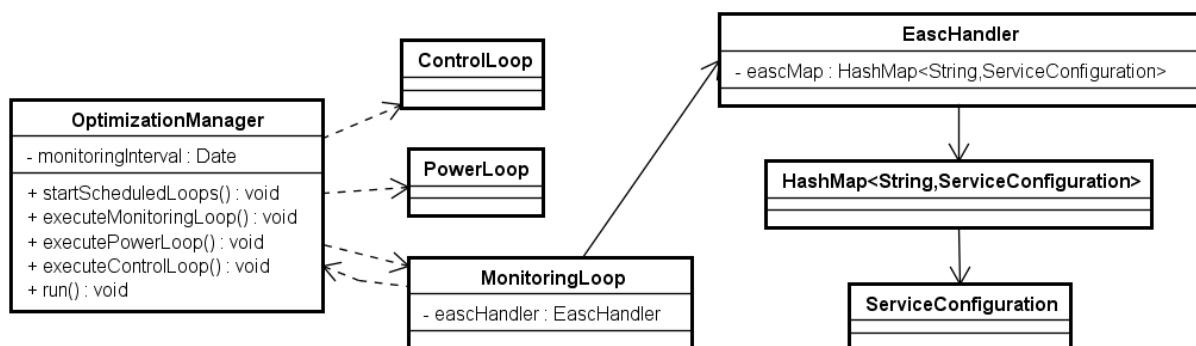 OptimizationManager
- monitoringInterval : Date
+ startScheduledLoops() : void
+ executeMonitoringLoop() : void
+ executePowerLoop() : void
+ executeControlLoop() : void
+ run() : void
ControlLoop
PowerLoop
MonitoringLoop
- eascHandler : EascHandler
EascHandler
- eascMap : HashMap<String,ServiceConfiguration>
HashMap<String,ServiceConfiguration>
ServiceConfiguration